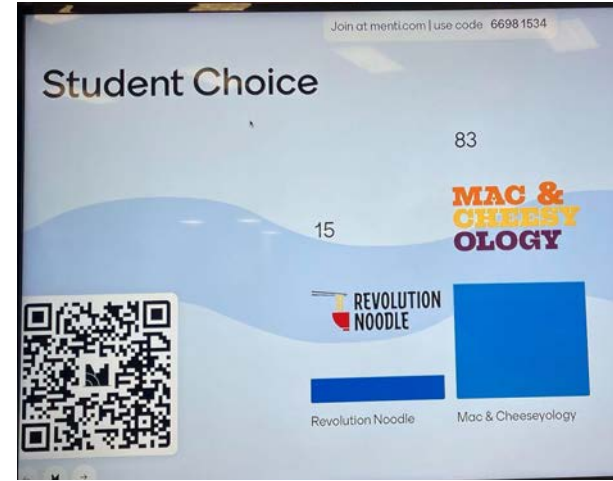 Join at menti.com | use code 6698 1534
Student Choice
83
MAC &
CHEESY
OLOGY
15
REVOLUTION
NOODLE
Revolution Noodle
Mac & Cheeseyology